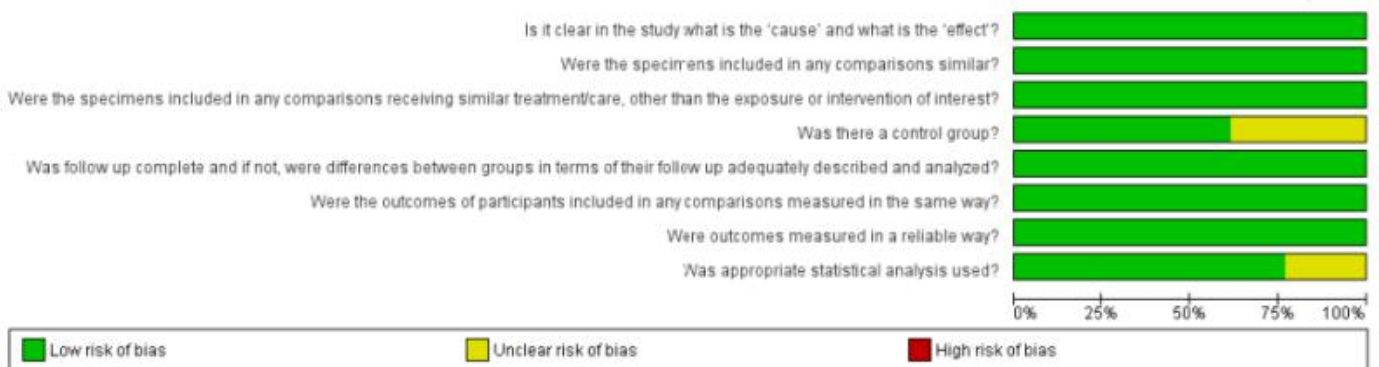 Is it clear in the study what is the 'cause' and what is the 'effect'?
Were the specimens included in any comparisons similar?
Were the specimens included in any comparisons receiving similar treatment/care, other than the exposure or intervention of interest?
Was there a control group?
Was follow up complete and if not, were differences between groups in terms of their follow up adequately described and analyzed?
Were the outcomes of participants included in any comparisons measured in the same way?
Were outcomes measured in a reliable way?
Was appropriate statistical analysis used?
0% 25% 50% 75% 100%
Low risk of bias Unclear risk of bias High risk of bias